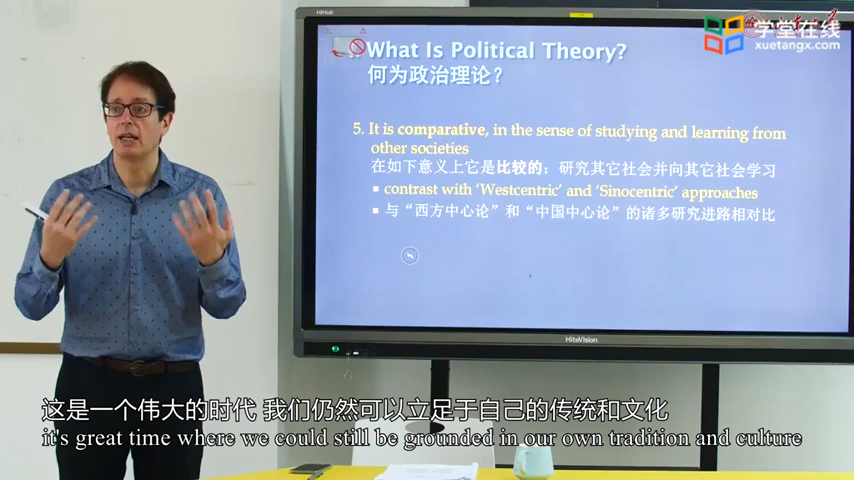 HiHub
学堂在线
xuetangx.com
What Is Political Theory?
何为政治理论？
5. It is comparative, in the sense of studying and learning from
other societies
在如下意义上它是比较的：研究其它社会并向其它社会学习
▪ contrast with ‘Westcentric’ and ‘Sinocentric’ approaches
▪ 与“西方中心论”和“中国中心论”的诸多研究进路相对比
HiteVision
这是一个伟大的时代 我们仍然可以立足于自己的传统和文化
it's great time where we could still be grounded in our own tradition and culture